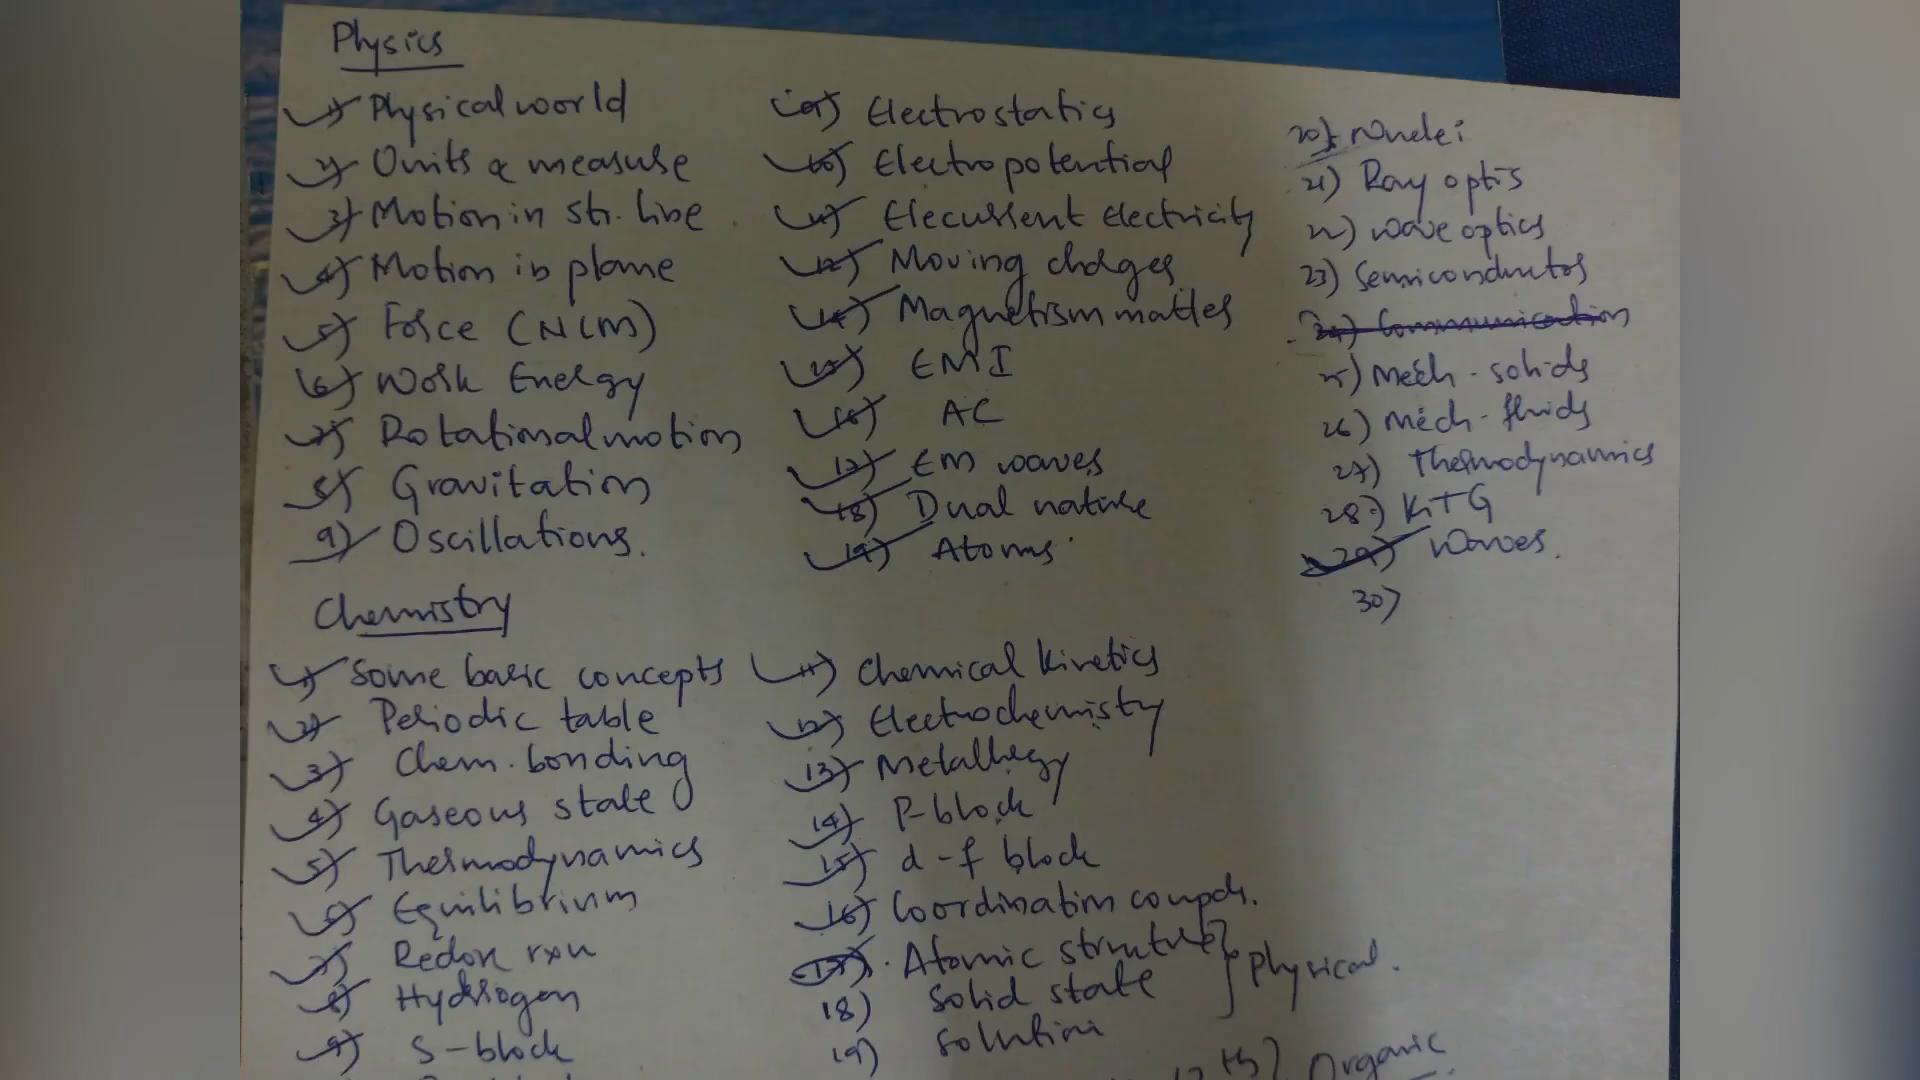 Physics
1) Physical world
2) Units & measure
3) Motion in str. line
4) Motion in plane
5) Force (NLM)
6) Work Energy
7) Rotational motion
8) Gravitation
9) Oscillations.
9) Electrostatics
10) Electropotential
11) Elecurrent Electricity
12) Moving charges
14) Magnetism matter
15) EMI
16) AC
17) EM waves
18) Dual nature
19) Atoms
20) Nuclei
21) Ray optis
22) wave optics
23) Semiconductor
24) Communication
25) Mech - solids
26) Mech - fluids
27) Thermodynamics
28) KTG
29) Waves.
30)
Chemistry
1) Some basic concepts
2) Periodic table
3) Chem. bonding
4) Gaseous state
5) Thermodynamics
6) Equilibrium
7) Redox rxn
8) Hydrogen
9) S-block
11) Chemical kinetics
12) Electrochemisty
13) Metallurgy
14) P-block
15) d-f block
16) Coordination
17) Atomic structure
18) Solid state
19) Solution
Physical.
Organic